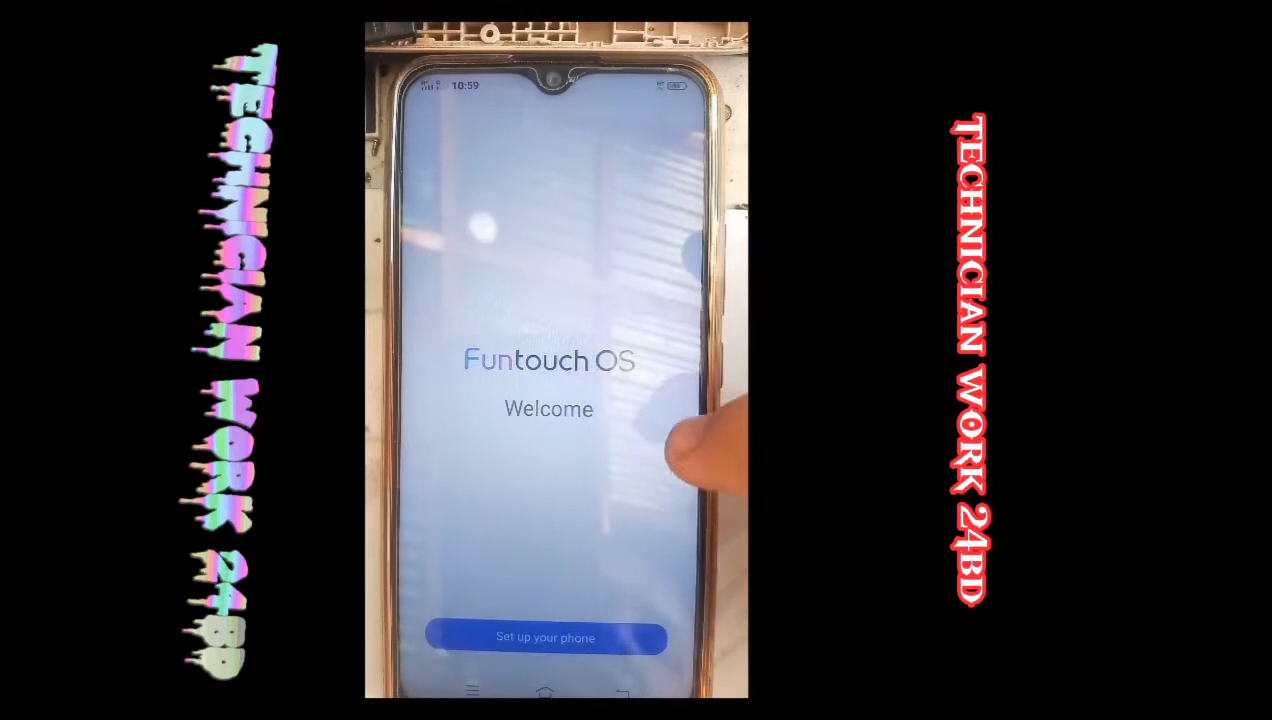 TECHNICIAN WORK 24BD
10:59
Funtouch OS
Welcome
Set up your phone
TECHNICIAN WORK 24BD